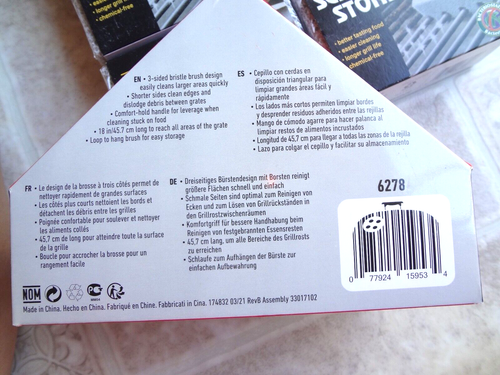 STON
• better tasting food
• easier cleaning
• longer grill life
• chemical-free
EN • 3-sided bristle brush design
easily cleans larger areas quickly
• Shorter sides clean edges and
dislodge debris between grates
• Comfort-hold handle for leverage when
cleaning stuck on food
• 18 in/45,7 cm long to reach all areas of the grate
• Loop to hang brush for easy storage
ES • Cepillo con cerdas en
disposición triangular para
limpiar grandes áreas fácil y
rápidamente
• Los lados más cortos permiten limpiar bordes
y desprender residuos adheridos entre las rejillas
• Mango de cómodo agarre para hacer palanca al
limpiar restos de alimentos incrustados
• Longitud de 45,7 cm para llegar a todas las zonas de la rejilla
• Lazo para colgar el cepillo y facilitar su almacenamiento
FR • Le design de la brosse à trois côtés permet de
nettoyer rapidement de grandes surfaces
• Les côtés plus courts nettoient les bords et
détachent les débris entre les grilles
• Poignée confortable pour soulever et nettoyer
les aliments collés
• 45,7 cm de long pour atteindre toute la surface
de la grille
• Boucle pour accrocher la brosse pour un
rangement facile
DE • Dreiseitiges Bürstendesign mit Borsten reinigt
größere Flächen schnell und einfach
• Schmale Seiten sind optimal zum Reinigen von
Ecken und zum Lösen von Grillrückständen in
den Grillrostzwischenräumen
• Komfortgriff für bessere Handhabung beim
Reinigen von festgebrannten Essensresten
• 45,7 cm lang, um alle Bereiche des Grillrosts
zu erreichen
• Schlaufe zum Aufhängen der Bürste zur
einfachen Aufbewahrung
6278
0 77924 15953 4
NOM
Made in China. Hecho en China. Fabriqué en Chine. Fabbricati in Cina. 174832 03/21 RevB Assembly 33017102